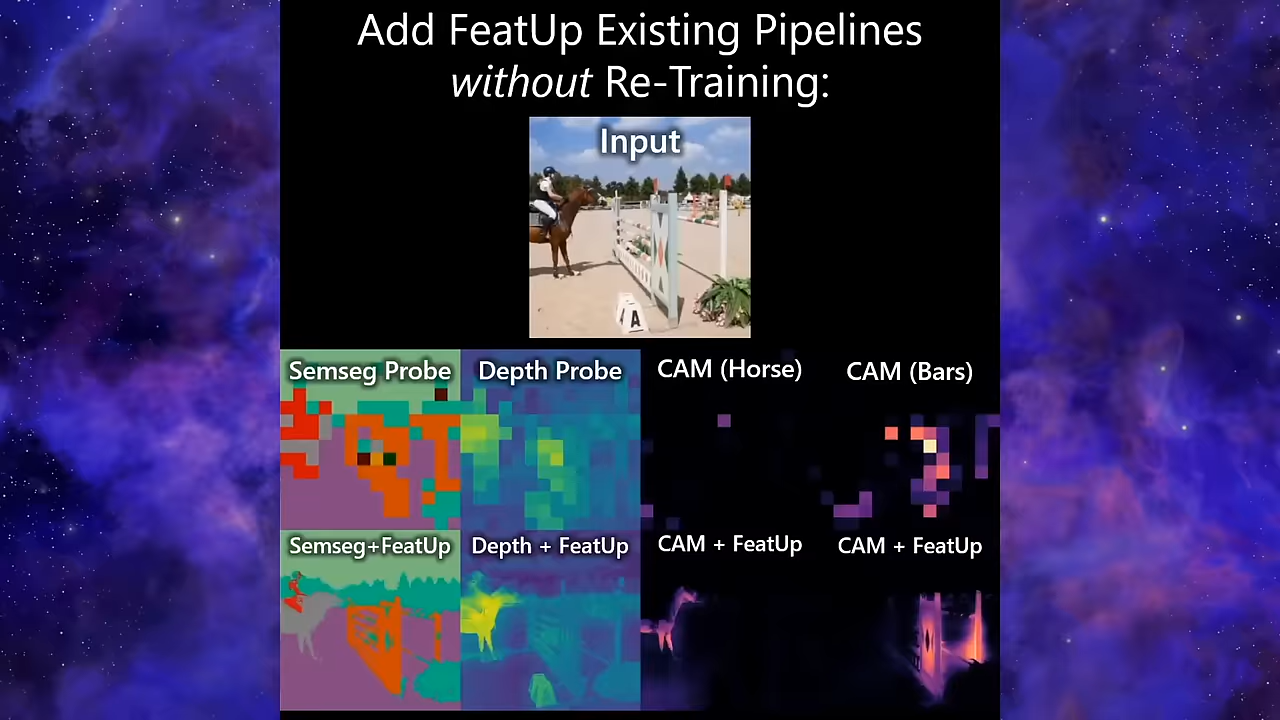 Add FeatUp Existing Pipelines
without Re-Training:
Input
A
Semseg Probe
Depth Probe
CAM (Horse)
CAM (Bars)
Semseg+FeatUp
Depth + FeatUp
CAM + FeatUp
CAM + FeatUp